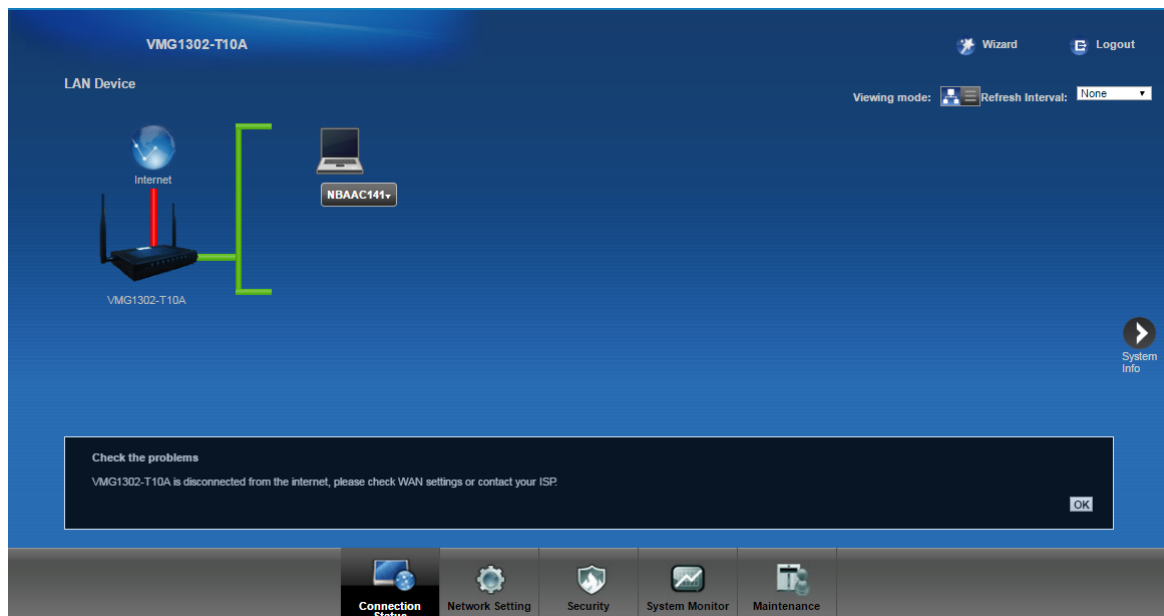 VMG1302-T10A
Wizard
Logout
LAN Device
Viewing mode:
Refresh Interval:
None
Internet
NBAAC141
VMG1302-T10A
System
Info
Check the problems
VMG1302-T10A is disconnected from the internet, please check WAN settings or contact your ISP.
OK
Connection
Status
Network Setting
Security
System Monitor
Maintenance